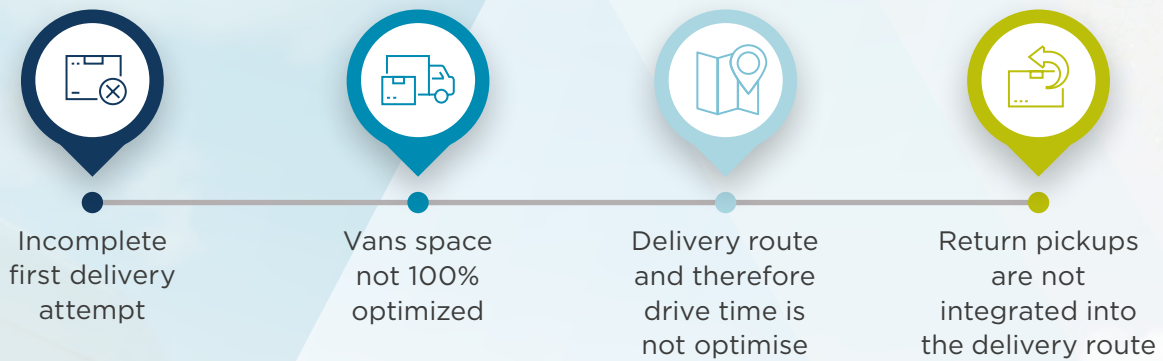 Incomplete
first delivery
attempt
Vans space
not 100%
optimized
Delivery route
and therefore
drive time is
not optimise
Return pickups
are not
integrated into
the delivery route